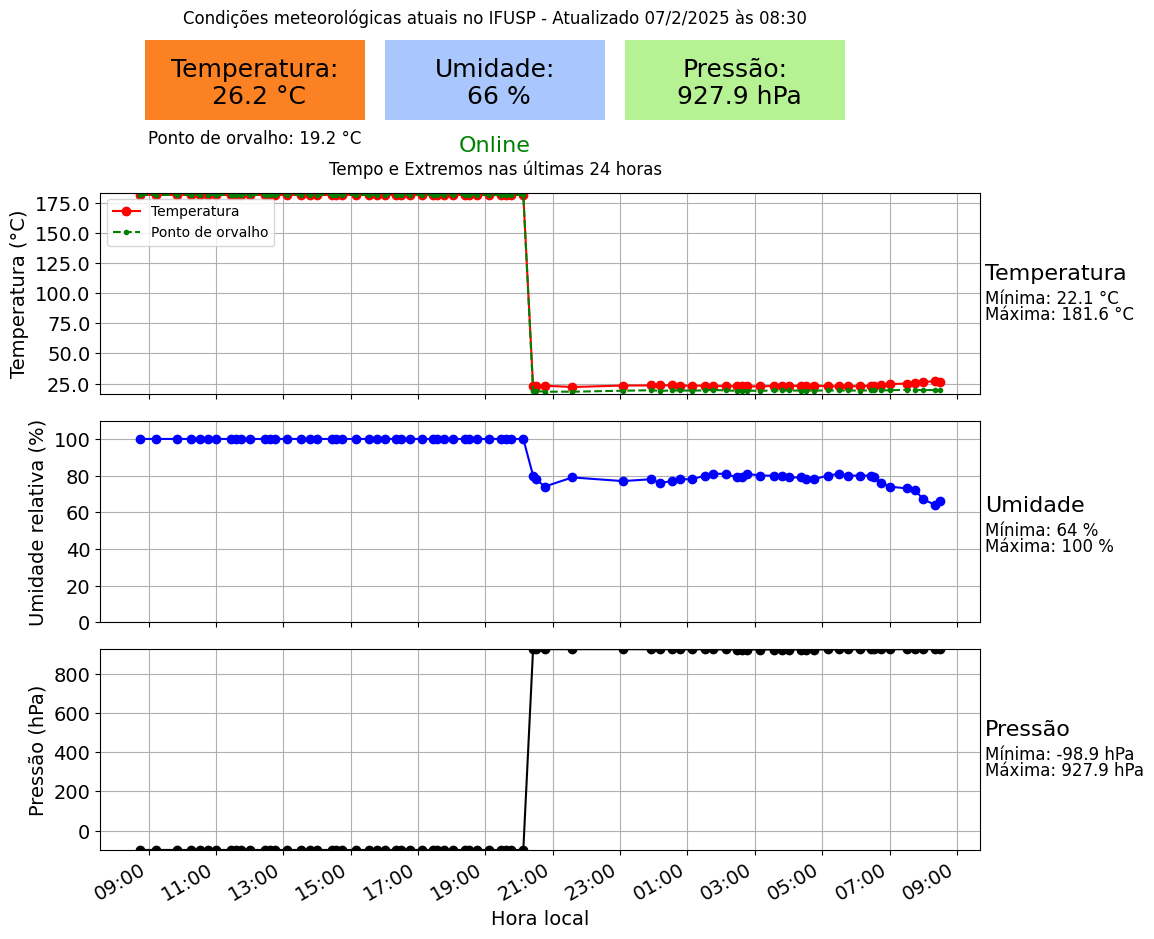 Condições meteorológicas atuais no IFUSP - Atualizado 07/2/2025 às 08:30
Temperatura:
26.2 °C
Umidade:
66 %
Pressão:
927.9 hPa
Ponto de orvalho: 19.2 °C
Online
Tempo e Extremos nas últimas 24 horas
Temperatura (°C)
175.0
150.0
125.0
100.0
75.0
50.0
25.0
Temperatura
Ponto de orvalho
Temperatura
Mínima: 22.1 °C
Máxima: 181.6 °C
Umidade relativa (%)
100
80
60
40
20
0
Umidade
Mínima: 64 %
Máxima: 100 %
Pressão (hPa)
800
600
400
200
0
Pressão
Mínima: -98.9 hPa
Máxima: 927.9 hPa
09:00
11:00
13:00
15:00
17:00
19:00
21:00
23:00
01:00
03:00
05:00
07:00
09:00
Hora local